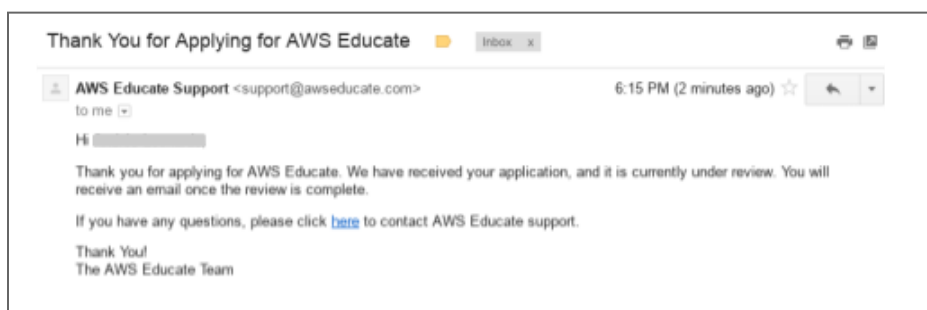 Thank You for Applying for AWS Educate Inbox x
AWS Educate Support <support@awseducate.com> 6:15 PM (2 minutes ago)
to me
Hi
Thank you for applying for AWS Educate. We have received your application, and it is currently under review. You will
receive an email once the review is complete.
If you have any questions, please click here to contact AWS Educate support.
Thank You!
The AWS Educate Team